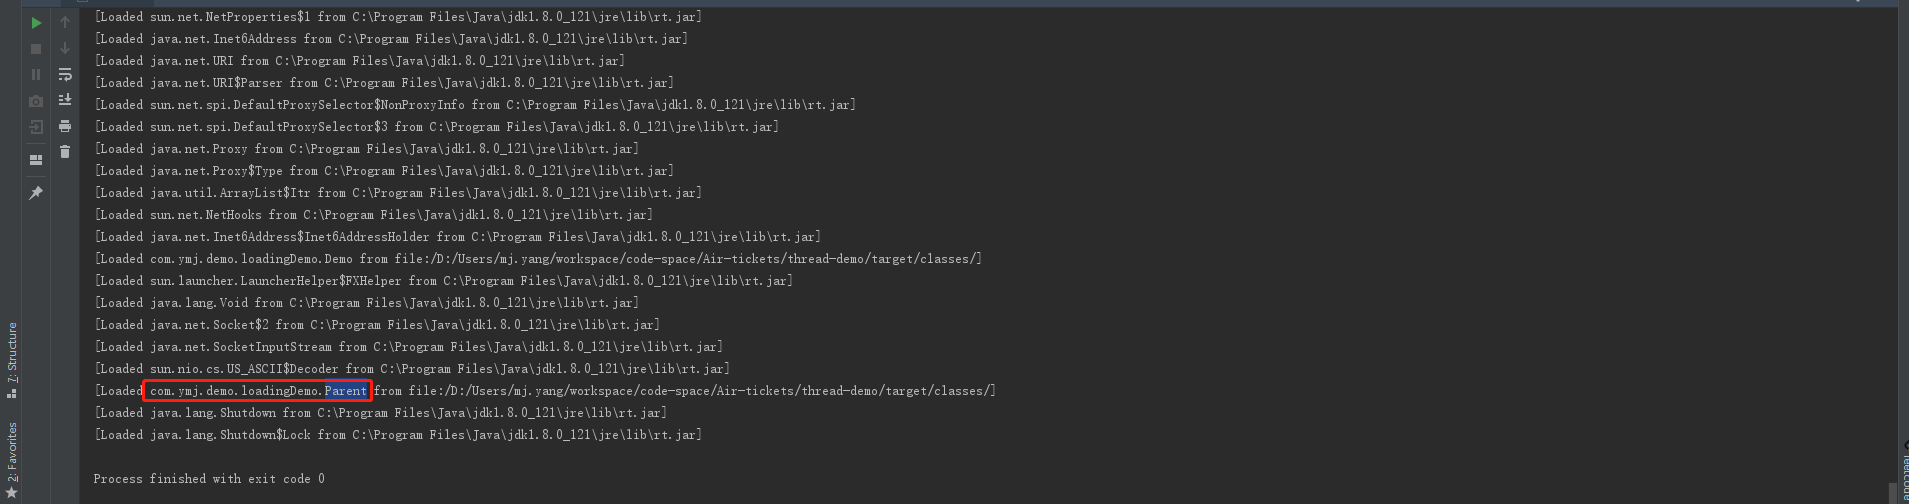 [Loaded sun.net.NetProperties$1 from C:\Program Files\Java\jdk1.8.0_121\jre\lib\rt.jar]
[Loaded java.net.Inet6Address from C:\Program Files\Java\jdk1.8.0_121\jre\lib\rt.jar]
[Loaded java.net.URI from C:\Program Files\Java\jdk1.8.0_121\jre\lib\rt.jar]
[Loaded java.net.URI$Parser from C:\Program Files\Java\jdk1.8.0_121\jre\lib\rt.jar]
[Loaded sun.net.spi.DefaultProxySelector$NonProxyInfo from C:\Program Files\Java\jdk1.8.0_121\jre\lib\rt.jar]
[Loaded sun.net.spi.DefaultProxySelector$3 from C:\Program Files\Java\jdk1.8.0_121\jre\lib\rt.jar]
[Loaded java.net.Proxy from C:\Program Files\Java\jdk1.8.0_121\jre\lib\rt.jar]
[Loaded java.net.Proxy$Type from C:\Program Files\Java\jdk1.8.0_121\jre\lib\rt.jar]
[Loaded java.util.ArrayList$Itr from C:\Program Files\Java\jdk1.8.0_121\jre\lib\rt.jar]
[Loaded sun.net.NetHooks from C:\Program Files\Java\jdk1.8.0_121\jre\lib\rt.jar]
[Loaded java.net.Inet6Address$Inet6AddressHolder from C:\Program Files\Java\jdk1.8.0_121\jre\lib\rt.jar]
[Loaded com.ymj.demo.loadingDemo.Demo from file:/D:/Users/mj.yang/workspace/code-space/Air-tickets/thread-demo/target/classes/]
[Loaded sun.launcher.LauncherHelper$FXHelper from C:\Program Files\Java\jdk1.8.0_121\jre\lib\rt.jar]
[Loaded java.lang.Void from C:\Program Files\Java\jdk1.8.0_121\jre\lib\rt.jar]
[Loaded java.net.Socket$2 from C:\Program Files\Java\jdk1.8.0_121\jre\lib\rt.jar]
[Loaded java.net.SocketInputStream from C:\Program Files\Java\jdk1.8.0_121\jre\lib\rt.jar]
[Loaded sun.nio.cs.US_ASCII$Decoder from C:\Program Files\Java\jdk1.8.0_121\jre\lib\rt.jar]
[Loaded com.ymj.demo.loadingDemo.Parent from file:/D:/Users/mj.yang/workspace/code-space/Air-tickets/thread-demo/target/classes/]
[Loaded java.lang.Shutdown from C:\Program Files\Java\jdk1.8.0_121\jre\lib\rt.jar]
[Loaded java.lang.Shutdown$Lock from C:\Program Files\Java\jdk1.8.0_121\jre\lib\rt.jar]
Process finished with exit code 0
7: Structure
2: Favorites